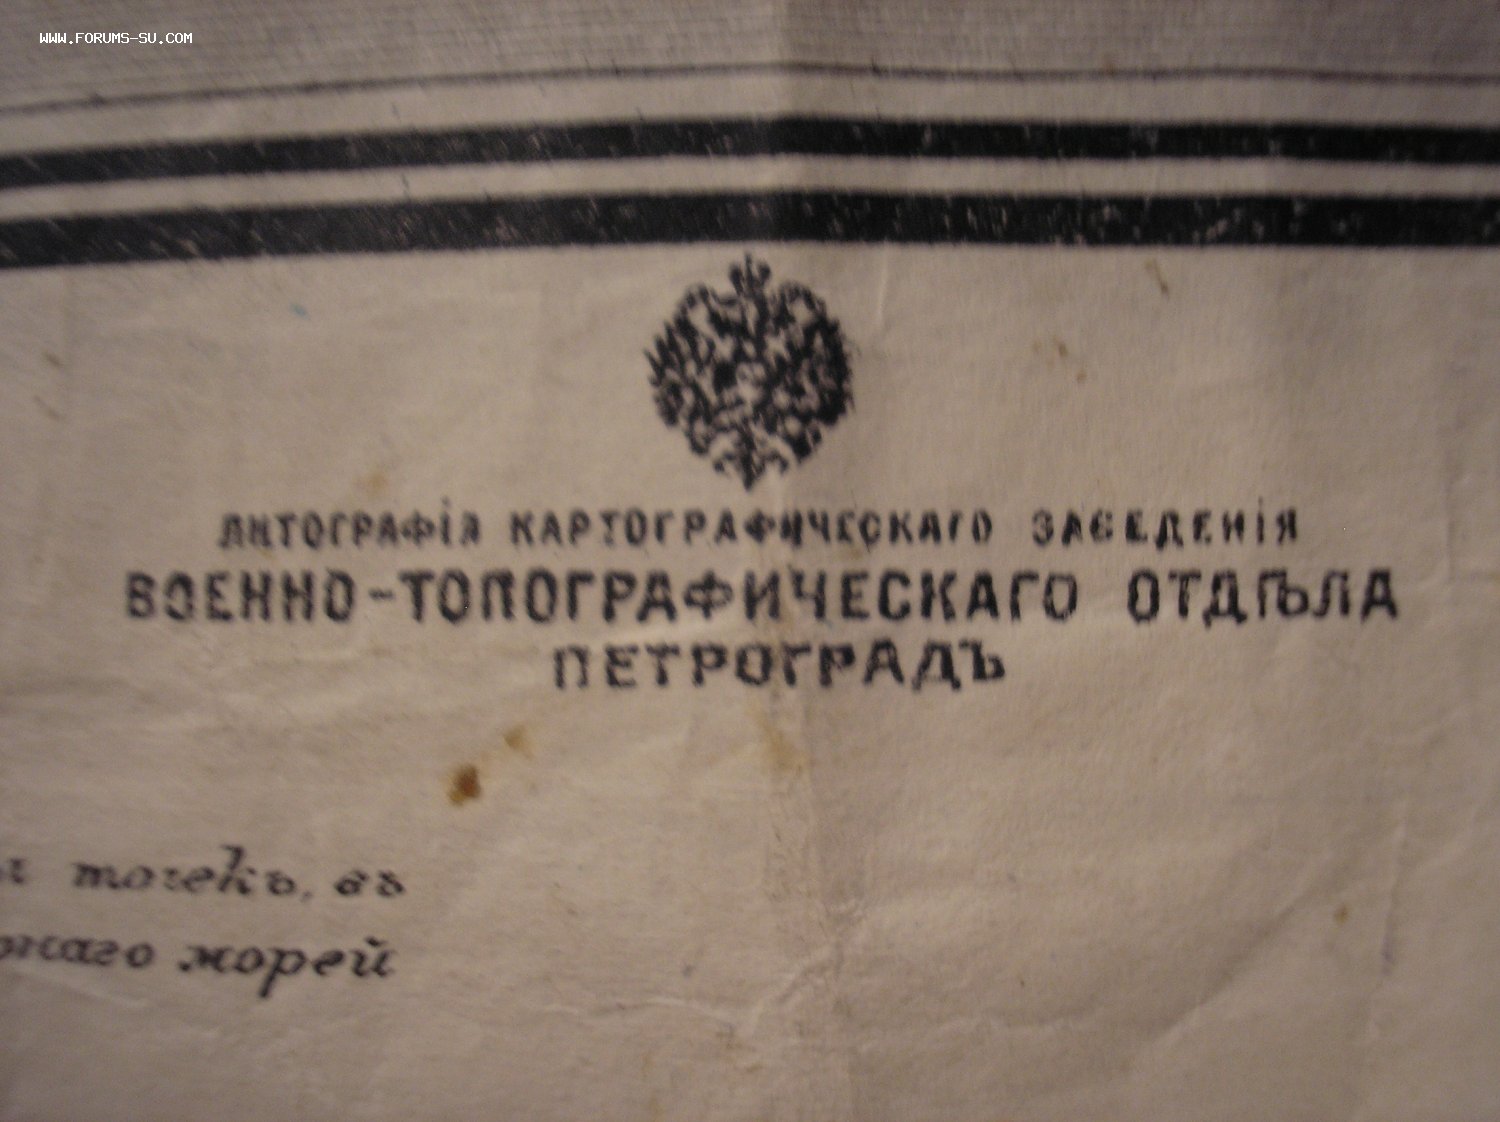 WWW.FORUMS-SU.COM
ЛИТОГРАФІЯ КАРТОГРАФИЧЕСКАГО ЗАВЕДЕНІЯ
ВОЕННО-ТОПОГРАФИЧЕСКАГО ОТДѢЛА
ПЕТРОГРАДЪ
точекъ, въ
морей